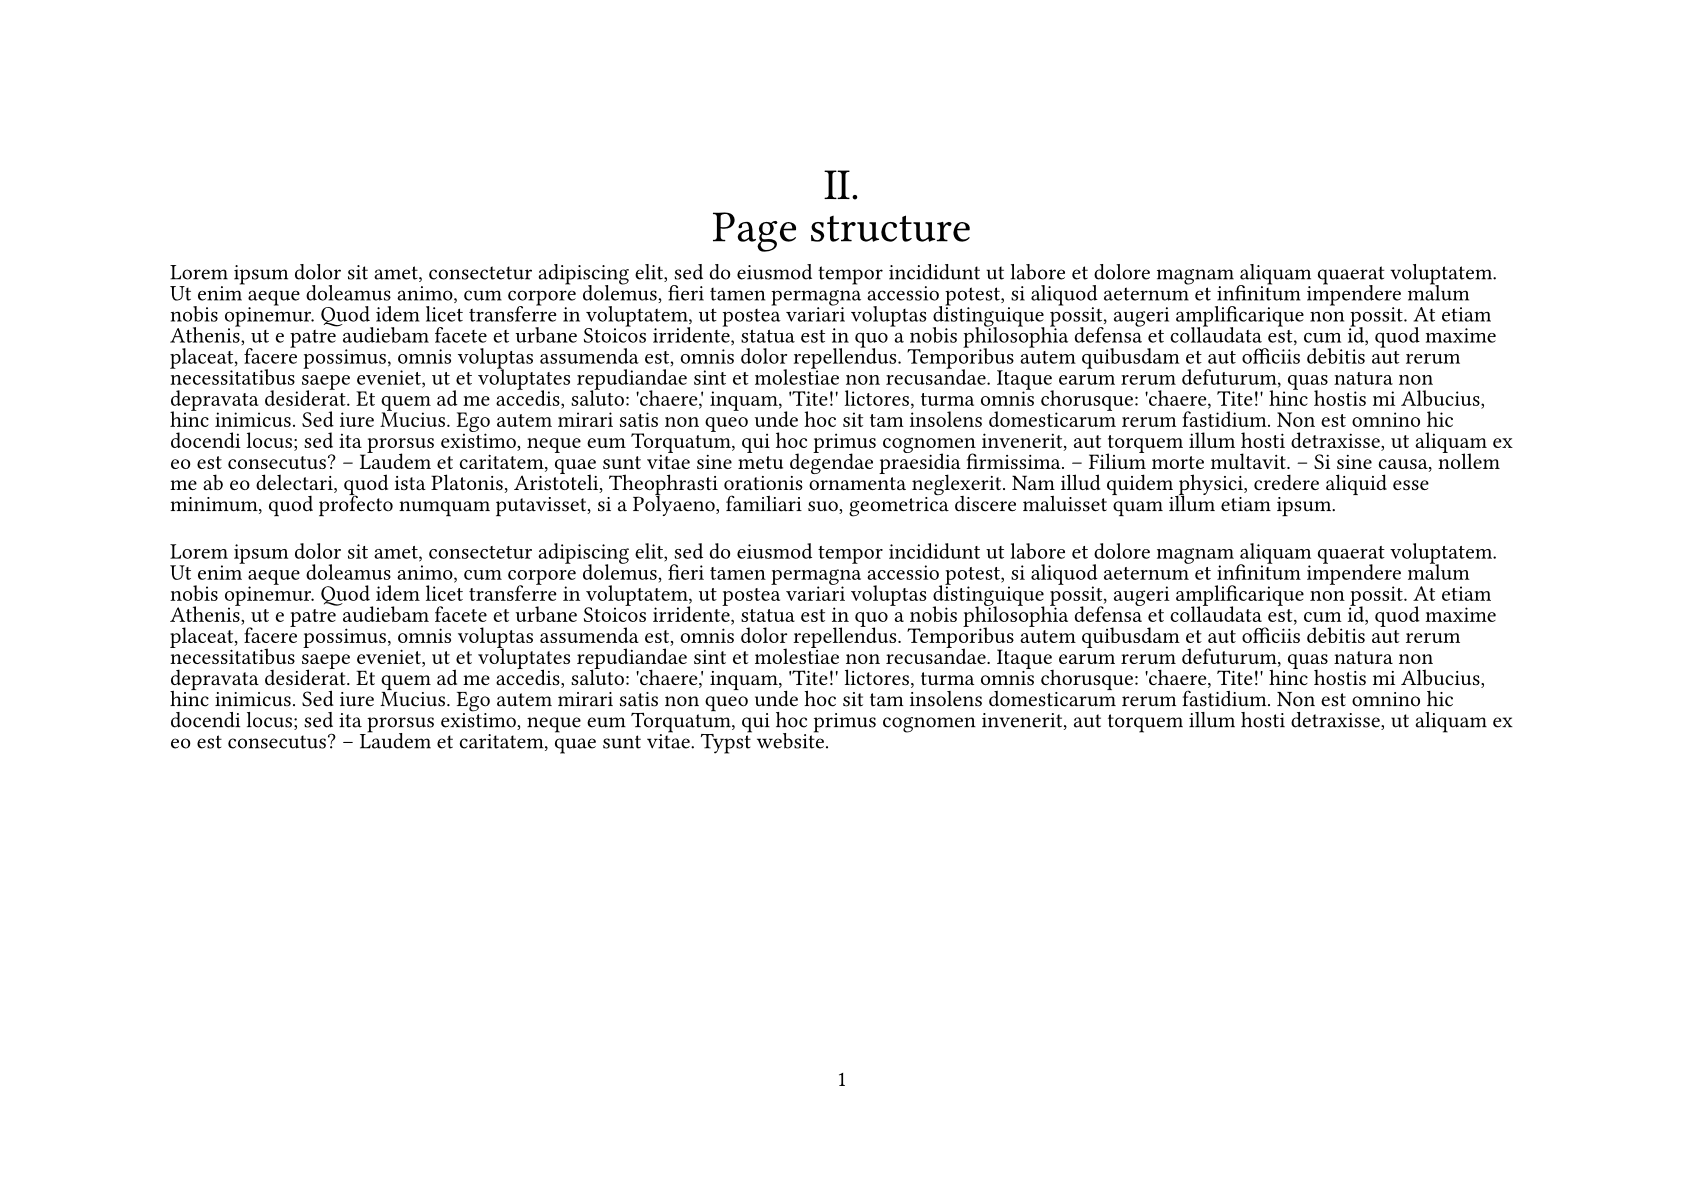 II.
Page structure
Lorem ipsum dolor sit amet, consectetur adipiscing elit, sed do eiusmod tempor incididunt ut labore et dolore magnam aliquam quaerat voluptatem.
Ut enim aeque doleamus animo, cum corpore dolemus, fieri tamen permagna accessio potest, si aliquod aeternum et infinitum impendere malum
nobis opinemur. Quod idem licet transferre in voluptatem, ut postea variari voluptas distinguique possit, augeri amplificarique non possit. At etiam
Athenis, ut e patre audiebam facete et urbane Stoicos irridente, statua est in quo a nobis philosophia defensa et collaudata est, cum id, quod maxime
placeat, facere possimus, omnis voluptas assumenda est, omnis dolor repellendus. Temporibus autem quibusdam et aut officiis debitis aut rerum
necessitatibus saepe eveniet, ut et voluptates repudiandae sint et molestiae non recusandae. Itaque earum rerum defuturum, quas natura non
depravata desiderat. Et quem ad me accedis, saluto: 'chaere,' inquam, 'Tite!' lictores, turma omnis chorusque: 'chaere, Tite!' hinc hostis mi Albucius,
hinc inimicus. Sed iure Mucius. Ego autem mirari satis non queo unde hoc sit tam insolens domesticarum rerum fastidium. Non est omnino hic
docendi locus; sed ita prorsus existimo, neque eum Torquatum, qui hoc primus cognomen invenerit, aut torquem illum hosti detraxisse, ut aliquam ex
eo est consecutus? – Laudem et caritatem, quae sunt vitae sine metu degendae praesidia firmissima. – Filium morte multavit. – Si sine causa, nollem
me ab eo delectari, quod ista Platonis, Aristoteli, Theophrasti orationis ornamenta neglexerit. Nam illud quidem physici, credere aliquid esse
minimum, quod profecto numquam putavisset, si a Polyaeno, familiari suo, geometrica discere maluisset quam illum etiam ipsum.
Lorem ipsum dolor sit amet, consectetur adipiscing elit, sed do eiusmod tempor incididunt ut labore et dolore magnam aliquam quaerat voluptatem.
Ut enim aeque doleamus animo, cum corpore dolemus, fieri tamen permagna accessio potest, si aliquod aeternum et infinitum impendere malum
nobis opinemur. Quod idem licet transferre in voluptatem, ut postea variari voluptas distinguique possit, augeri amplificarique non possit. At etiam
Athenis, ut e patre audiebam facete et urbane Stoicos irridente, statua est in quo a nobis philosophia defensa et collaudata est, cum id, quod maxime
placeat, facere possimus, omnis voluptas assumenda est, omnis dolor repellendus. Temporibus autem quibusdam et aut officiis debitis aut rerum
necessitatibus saepe eveniet, ut et voluptates repudiandae sint et molestiae non recusandae. Itaque earum rerum defuturum, quas natura non
depravata desiderat. Et quem ad me accedis, saluto: 'chaere,' inquam, 'Tite!' lictores, turma omnis chorusque: 'chaere, Tite!' hinc hostis mi Albucius,
hinc inimicus. Sed iure Mucius. Ego autem mirari satis non queo unde hoc sit tam insolens domesticarum rerum fastidium. Non est omnino hic
docendi locus; sed ita prorsus existimo, neque eum Torquatum, qui hoc primus cognomen invenerit, aut torquem illum hosti detraxisse, ut aliquam ex
eo est consecutus? – Laudem et caritatem, quae sunt vitae. Typst website.
1